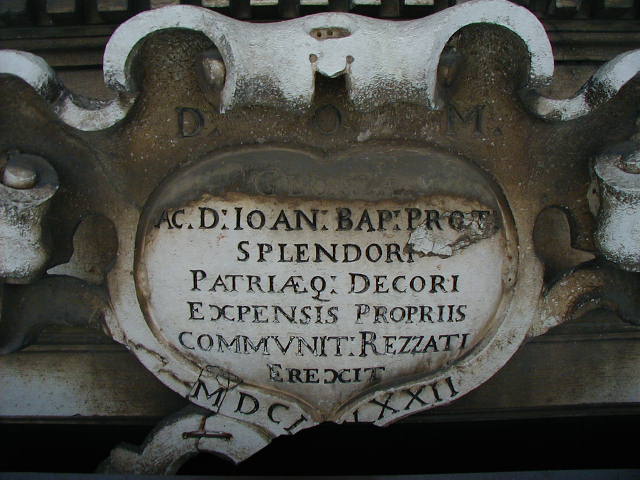 D. O. M.
AC. D: IOAN: BAP: PROT:
SPLENDORI
PATRIÆQ: DECORI
EXPENSIS PROPRIIS
COMMVNIT: REZZATI
EREXIT